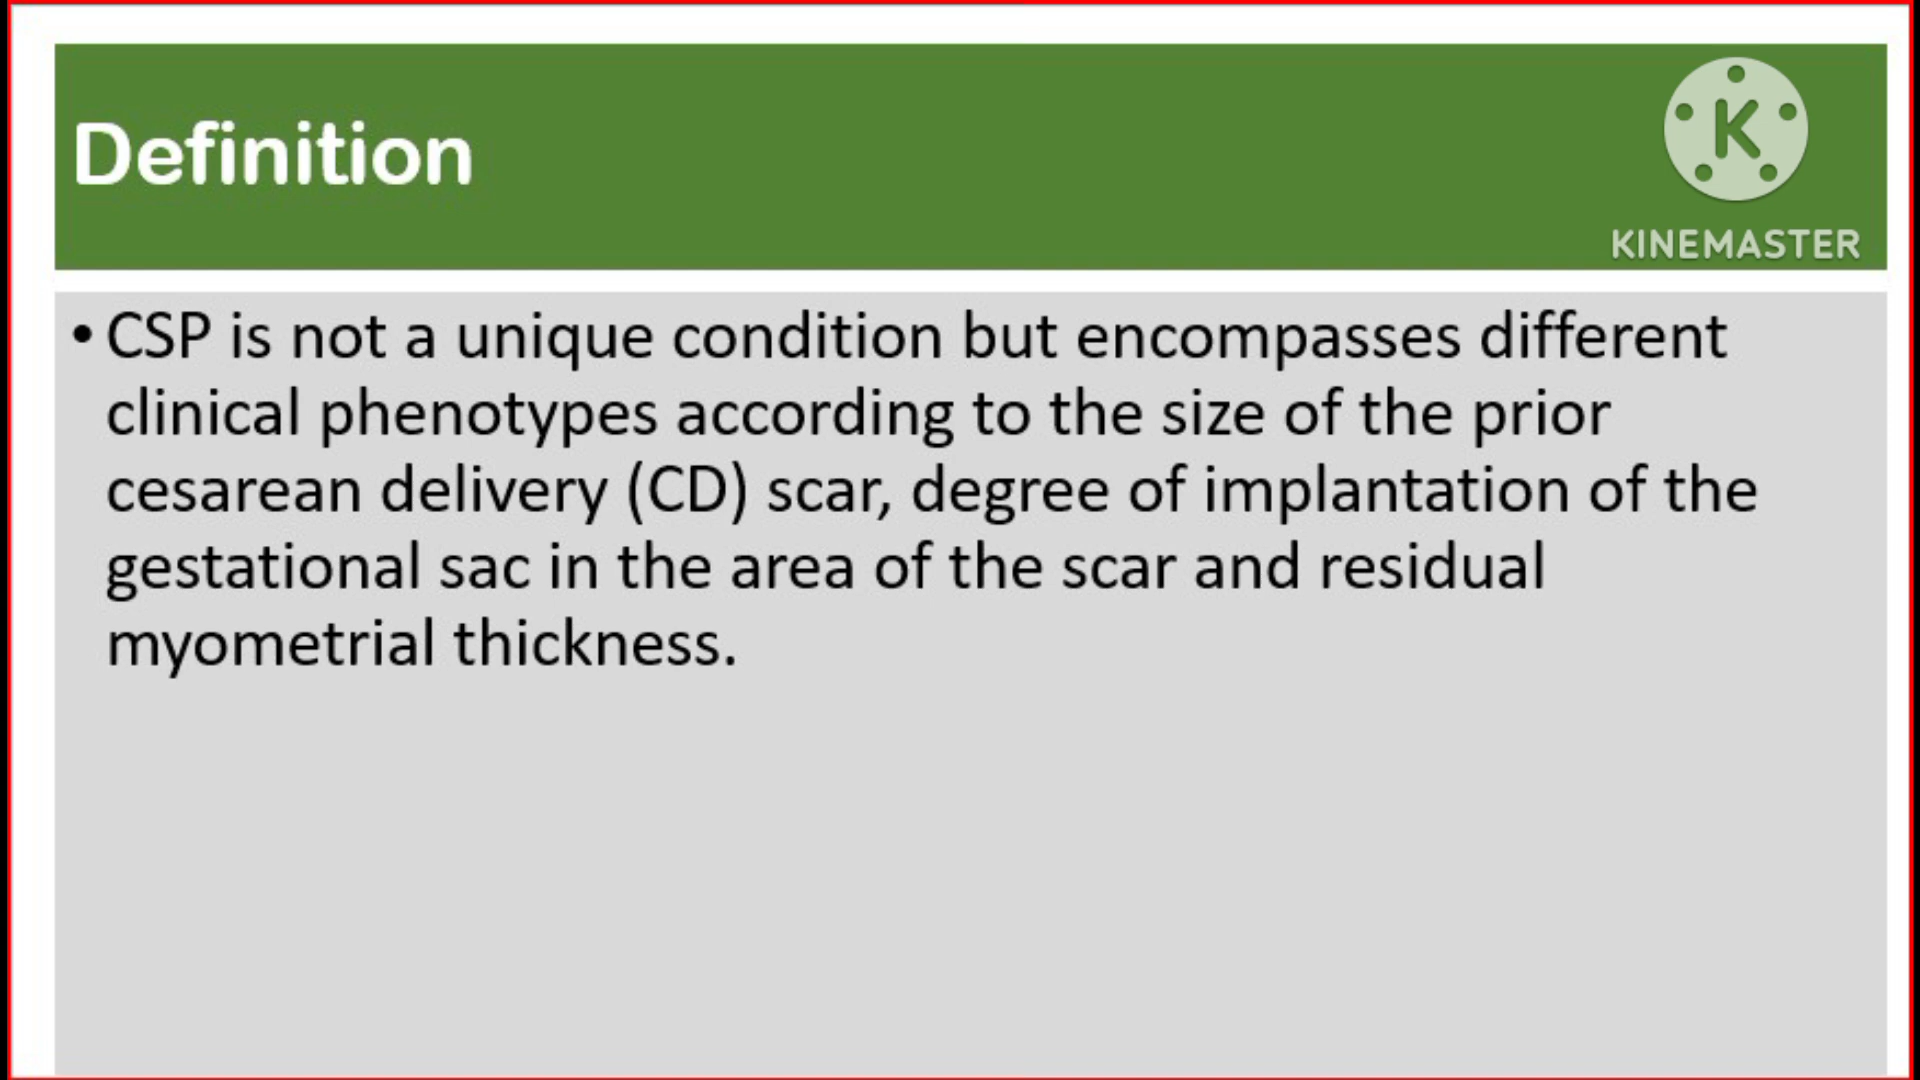 Definition
K
KINEMASTER
• CSP is not a unique condition but encompasses different
clinical phenotypes according to the size of the prior
cesarean delivery (CD) scar, degree of implantation of the
gestational sac in the area of the scar and residual
myometrial thickness.